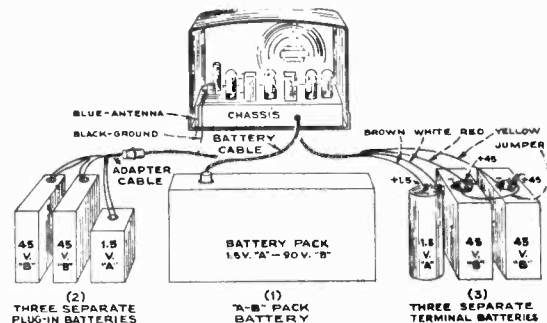 CHASSIS
BLUE-ANTENNA
BLACK-GROUND
BATTERY
CABLE
ADAPTER
CABLE
BROWN WHITE RED YELLOW
JUMPER
+45
+45
+1.5
45
V.
"B"
45
V.
"B"
1.5
V.
"A"
BATTERY PACK
1.5 V. "A" - 90 V. "B"
1.5
V.
"A"
45
V.
"B"
45
V.
"B"
(2)
THREE SEPARATE
PLUG-IN BATTERIES
(1)
"A-B" PACK
BATTERY
(3)
THREE SEPARATE
TERMINAL BATTERIES